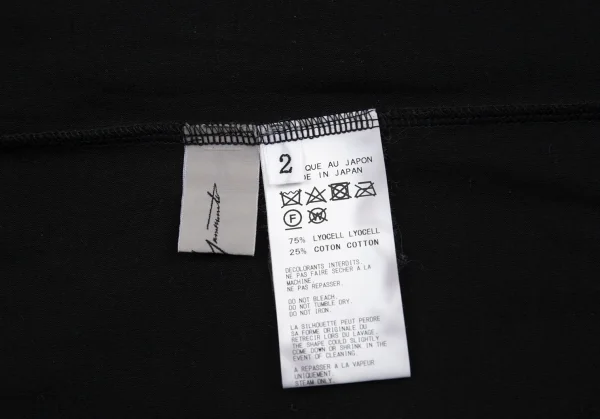 2
QUE AU JAPON
DE IN JAPAN
F
W
75% LYOCELL LYOCELL
25% COTON COTTON
DECOLORANTS INTERDITS.
NE PAS FAIRE SECHER A LA
MACHINE.
NE PAS REPASSER.
DO NOT BLEACH.
DO NOT TUMBLE DRY.
DO NOT IRON.
LA SILHOUETTE PEUT PERDRE
SA FORME ORIGINALE OU
RETRECIR LORS DU LAVAGE.
THE SHAPE COULD SLIGHTLY
COME DOWN OR SHRINK IN THE
EVENT OF CLEANING.
A REPASSER A LA VAPEUR
UNIQUEMENT.
STEAM ONLY.